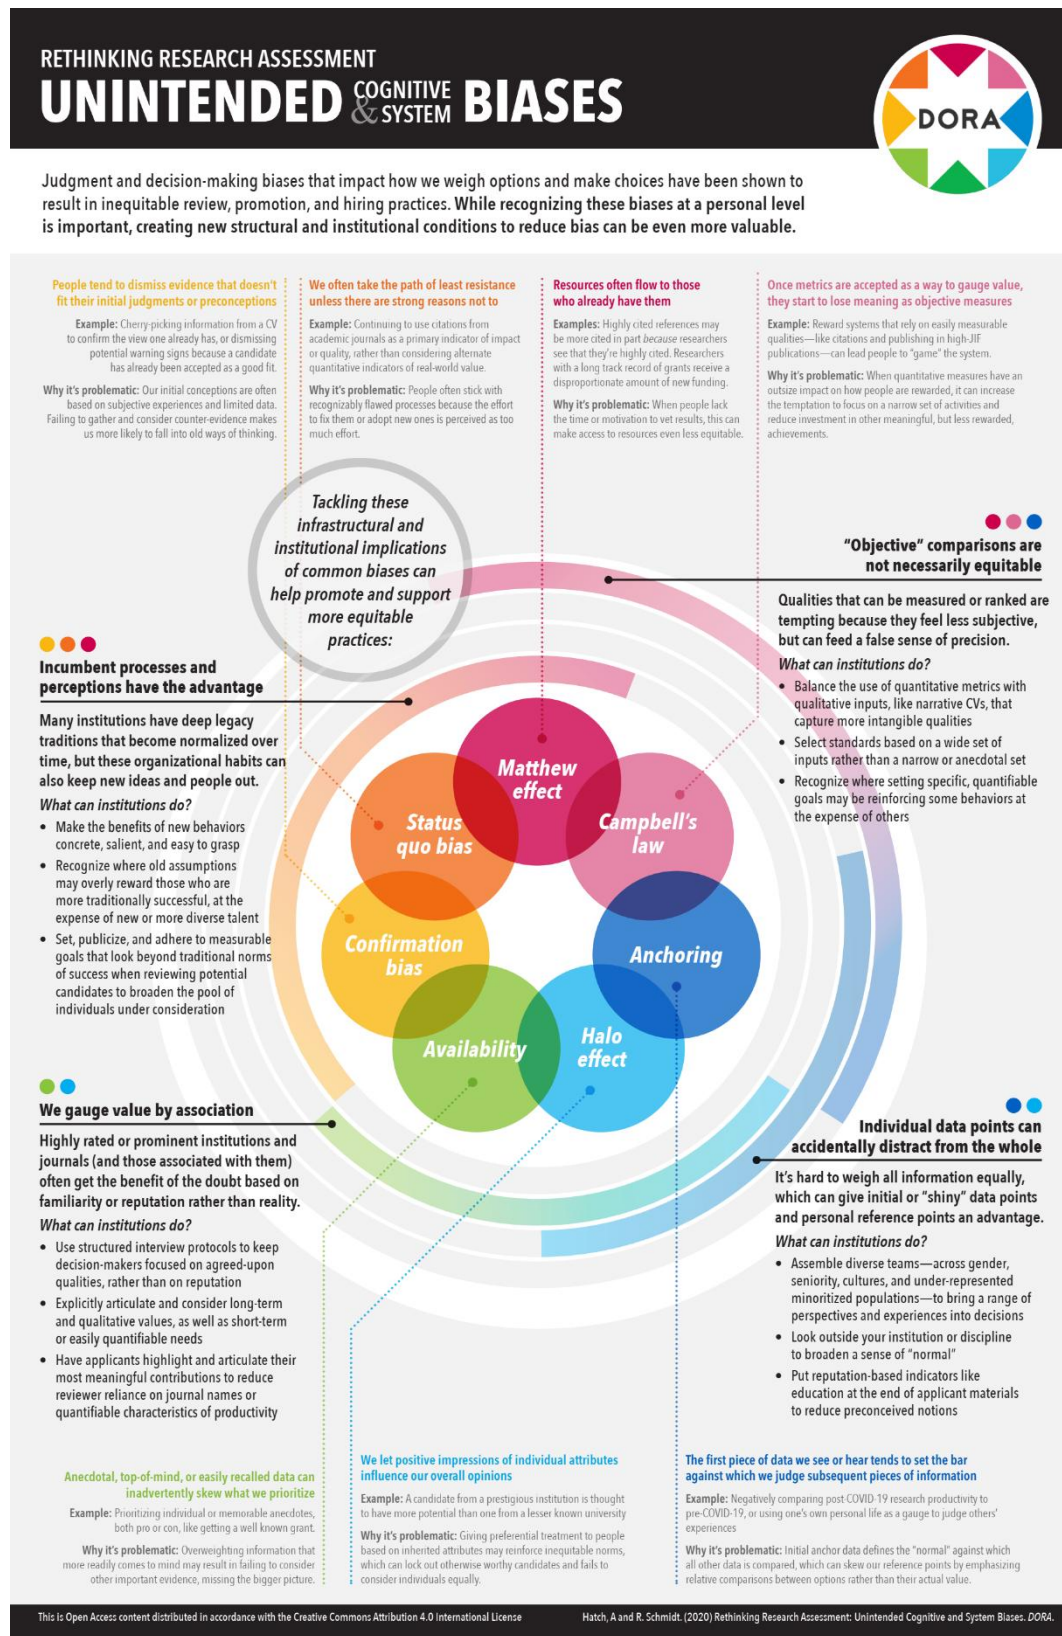 RETHINKING RESEARCH ASSESSMENT
UNINTENDED COGNITIVE & SYSTEM BIASES
DORA
Judgment and decision-making biases that impact how we weigh options and make choices have been shown to
result in inequitable review, promotion, and hiring practices. While recognizing these biases at a personal level
is important, creating new structural and institutional conditions to reduce bias can be even more valuable.
People tend to dismiss evidence that doesn't
fit their initial judgments or preconceptions
Example: Cherry-picking information from a CV
to confirm the view one already has, or dismissing
potential warning signs because a candidate
has already been accepted as a good fit.
Why it's problematic: Our initial conceptions are often
based on subjective experiences and limited data.
Failing to gather and consider counter-evidence makes
us more likely to fall into old ways of thinking.
We often take the path of least resistance
unless there are strong reasons not to
Example: Continuing to use citations from
academic journals as a primary indicator of impact
or quality, rather than considering alternate
quantitative indicators of real-world value.
Why it's problematic: People often stick with
recognizably flawed processes because the effort
to fix them or adopt new ones is perceived as too
much effort.
Resources often flow to those
who already have them
Examples: Highly cited references may
be more cited in part because researchers
see that they're highly cited. Researchers
with a long track record of grants receive a
disproportionate amount of new funding.
Why it's problematic: When people lack
the time or motivation to vet results, this can
make access to resources even less equitable.
Once metrics are accepted as a way to gauge value,
they start to lose meaning as objective measures
Example: Reward systems that rely on easily measurable
qualities—like citations and publishing in high-JIF
publications—can lead people to "game" the system.
Why it's problematic: When quantitative measures have an
outsize impact on how people are rewarded, it can increase
the temptation to focus on a narrow set of activities and
reduce investment in other meaningful, but less rewarded,
achievements.
Tackling these
infrastructural and
institutional implications
of common biases can
help promote and support
more equitable
practices:
"Objective" comparisons are
not necessarily equitable
Qualities that can be measured or ranked are
tempting because they feel less subjective,
but can feed a false sense of precision.
What can institutions do?
• Balance the use of quantitative metrics with
qualitative inputs, like narrative CVs, that
capture more intangible qualities
• Select standards based on a wide set of
inputs rather than a narrow or anecdotal set
• Recognize where setting specific, quantifiable
goals may be reinforcing some behaviors at
the expense of others
Incumbent processes and
perceptions have the advantage
Many institutions have deep legacy
traditions that become normalized over
time, but these organizational habits can
also keep new ideas and people out.
What can institutions do?
• Make the benefits of new behaviors
concrete, salient, and easy to grasp
• Recognize where old assumptions
may overly reward those who are
more traditionally successful, at the
expense of new or more diverse talent
• Set, publicize, and adhere to measurable
goals that look beyond traditional norms
of success when reviewing potential
candidates to broaden the pool of
individuals under consideration
Matthew
effect
Status
quo bias
Campbell's
law
Confirmation
bias
Anchoring
Availability
Halo
effect
We gauge value by association
Highly rated or prominent institutions and
journals (and those associated with them)
often get the benefit of the doubt based on
familiarity or reputation rather than reality.
What can institutions do?
• Use structured interview protocols to keep
decision-makers focused on agreed-upon
qualities, rather than on reputation
• Explicitly articulate and consider long-term
and qualitative values, as well as short-term
or easily quantifiable needs
• Have applicants highlight and articulate their
most meaningful contributions to reduce
reviewer reliance on journal names or
quantifiable characteristics of productivity
Individual data points can
accidentally distract from the whole
It's hard to weigh all information equally,
which can give initial or "shiny" data points
and personal reference points an advantage.
What can institutions do?
• Assemble diverse teams—across gender,
seniority, cultures, and under-represented
minoritized populations—to bring a range of
perspectives and experiences into decisions
• Look outside your institution or discipline
to broaden a sense of "normal"
• Put reputation-based indicators like
education at the end of applicant materials
to reduce preconceived notions
Anecdotal, top-of-mind, or easily recalled data can
inadvertently skew what we prioritize
Example: Prioritizing individual or memorable anecdotes,
both pro or con, like getting a well known grant.
Why it's problematic: Overweighting information that
more readily comes to mind may result in failing to consider
other important evidence, missing the bigger picture.
We let positive impressions of individual attributes
influence our overall opinions
Example: A candidate from a prestigious institution is thought
to have more potential than one from a lesser known university
Why it's problematic: Giving preferential treatment to people
based on inherited attributes may reinforce inequitable norms,
which can lock out otherwise worthy candidates and fails to
consider individuals equally.
The first piece of data we see or hear tends to set the bar
against which we judge subsequent pieces of information
Example: Negatively comparing post-COVID-19 research productivity to
pre-COVID-19, or using one's own personal life as a gauge to judge others'
experiences
Why it's problematic: Initial anchor data defines the "normal" against which
all other data is compared, which can skew our reference points by emphasizing
relative comparisons between options rather than their actual value.
This is Open Access content distributed in accordance with the Creative Commons Attribution 4.0 International License
Hatch, A and R. Schmidt. (2020) Rethinking Research Assessment: Unintended Cognitive and System Biases. DORA.